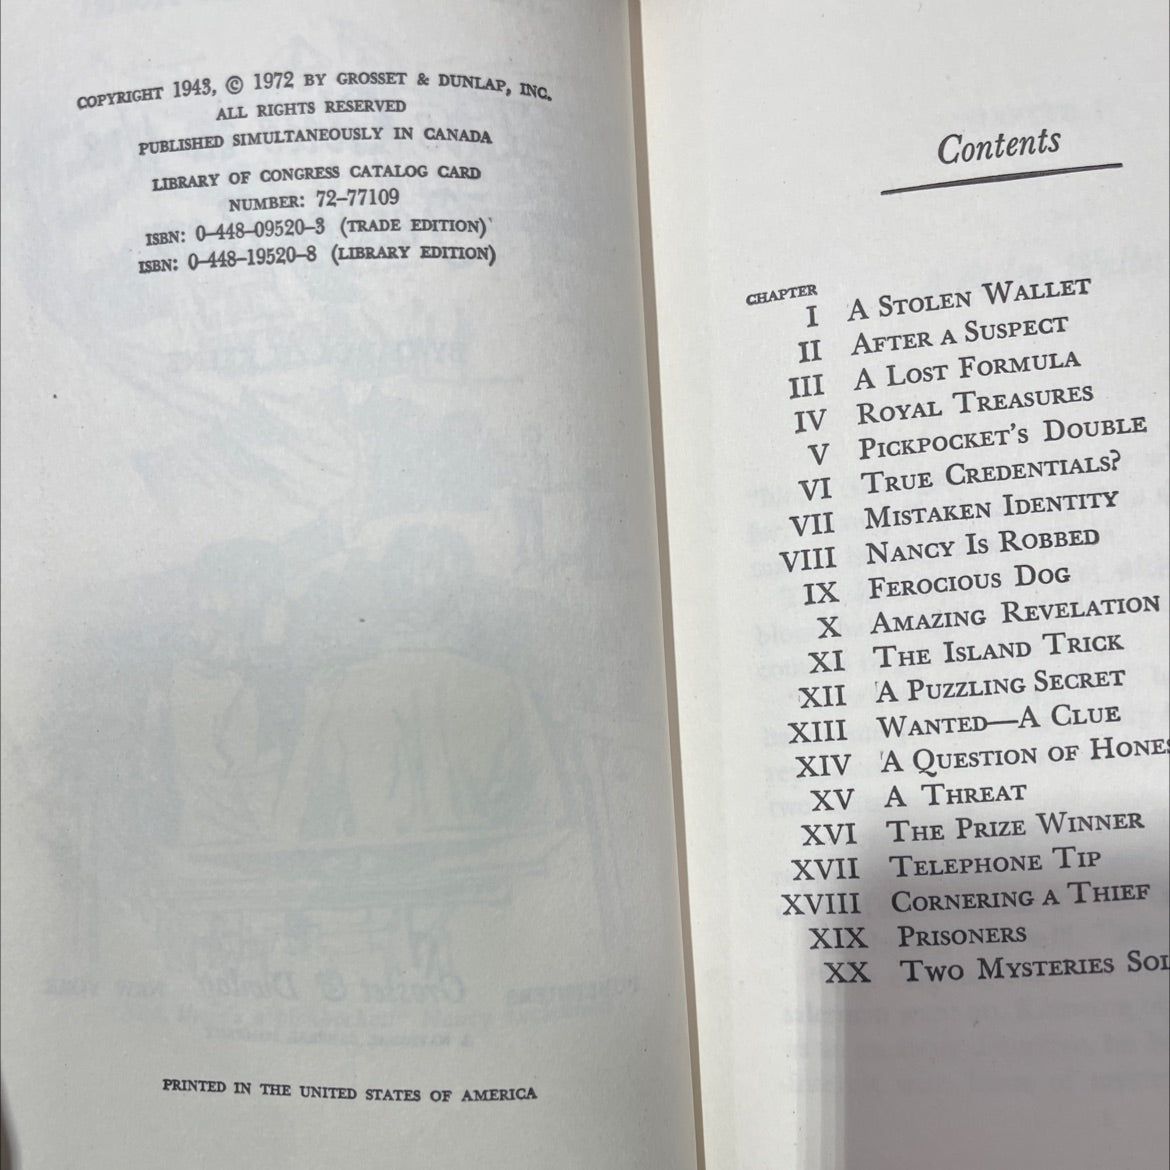 COPYRIGHT 1943, © 1972 BY GROSSET & DUNLAP, INC.
ALL RIGHTS RESERVED
PUBLISHED SIMULTANEOUSLY IN CANADA
LIBRARY OF CONGRESS CATALOG CARD
NUMBER: 72-77109
ISBN: 0-448-09520-3 (TRADE EDITION)
ISBN: 0-448-19520-8 (LIBRARY EDITION)
PRINTED IN THE UNITED STATES OF AMERICA
Contents
CHAPTER
I A STOLEN WALLET
II AFTER A SUSPECT
III A LOST FORMULA
IV ROYAL TREASURES
V PICKPOCKET'S DOUBLE
VI TRUE CREDENTIALS?
VII MISTAKEN IDENTITY
VIII NANCY IS ROBBED
IX FEROCIOUS DOG
X AMAZING REVELATION
XI THE ISLAND TRICK
XII A PUZZLING SECRET
XIII WANTED—A CLUE
XIV A QUESTION OF
XV A THREAT
XVI THE PRIZE WINNER
XVII TELEPHONE TIP
XVIII CORNERING A THIEF
XIX PRISONERS
XX TWO MYSTERIES